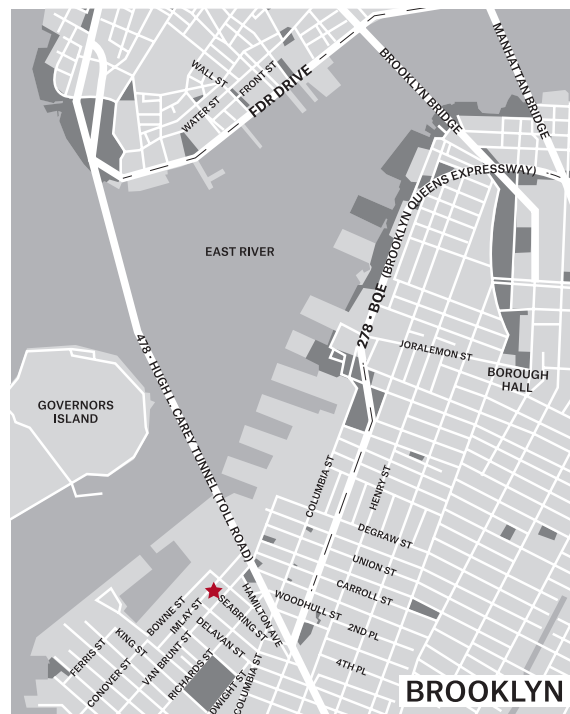 MANHATTAN BRIDGE
BROOKLYN BRIDGE
WALL ST
FRONT ST
WATER ST
FDR DRIVE
278 • BQE (BROOKLYN QUEENS EXPRESSWAY)
EAST RIVER
478 • HUGH L. CAREY TUNNEL (TOLL ROAD)
JORALEMON ST
BOROUGH
HALL
GOVERNORS
ISLAND
COLUMBIA ST
HENRY ST
DEGRAW ST
UNION ST
CARROLL ST
WOODHULL ST
2ND PL
4TH PL
HAMILTON AVE
SEABRING ST
BOWNE ST
IMLAY ST
DELAVAN ST
KING ST
FERRIS ST
VAN BRUNT ST
CONOVER ST
RICHARDS ST
DWIGHT ST
COLUMBIA ST
BROOKLYN